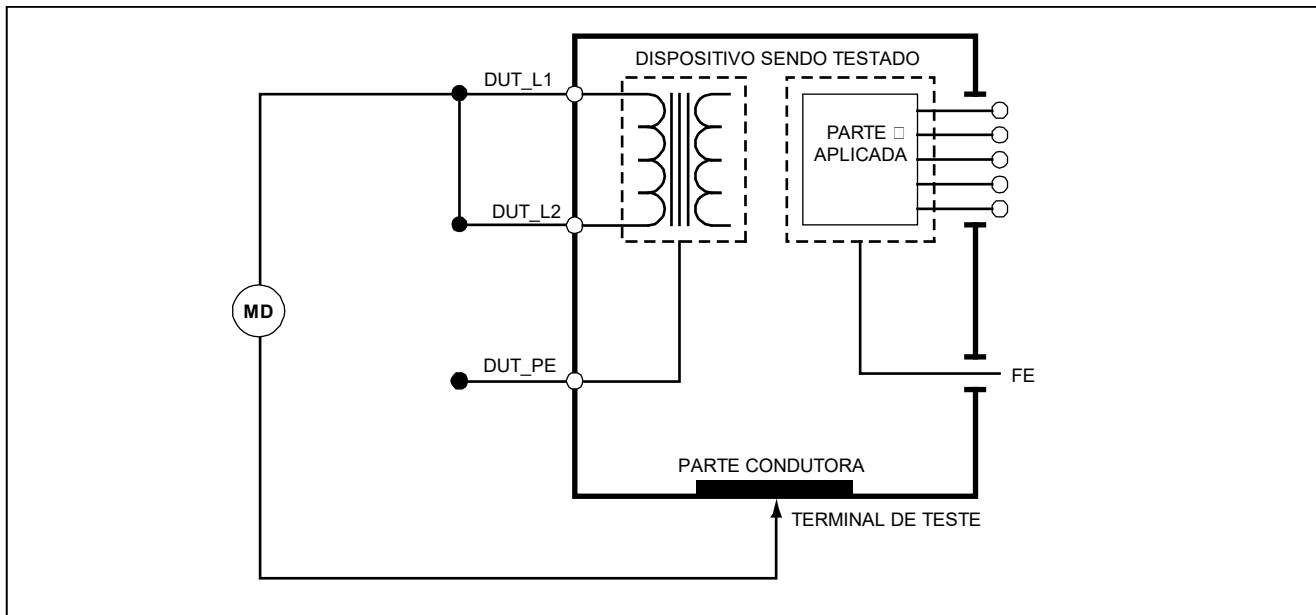 DISPOSITIVO SENDO TESTADO
DUT_L1
PARTE □
APLICADA
DUT_L2
MD
DUT_PE
FE
PARTE CONDUTORA
TERMINAL DE TESTE